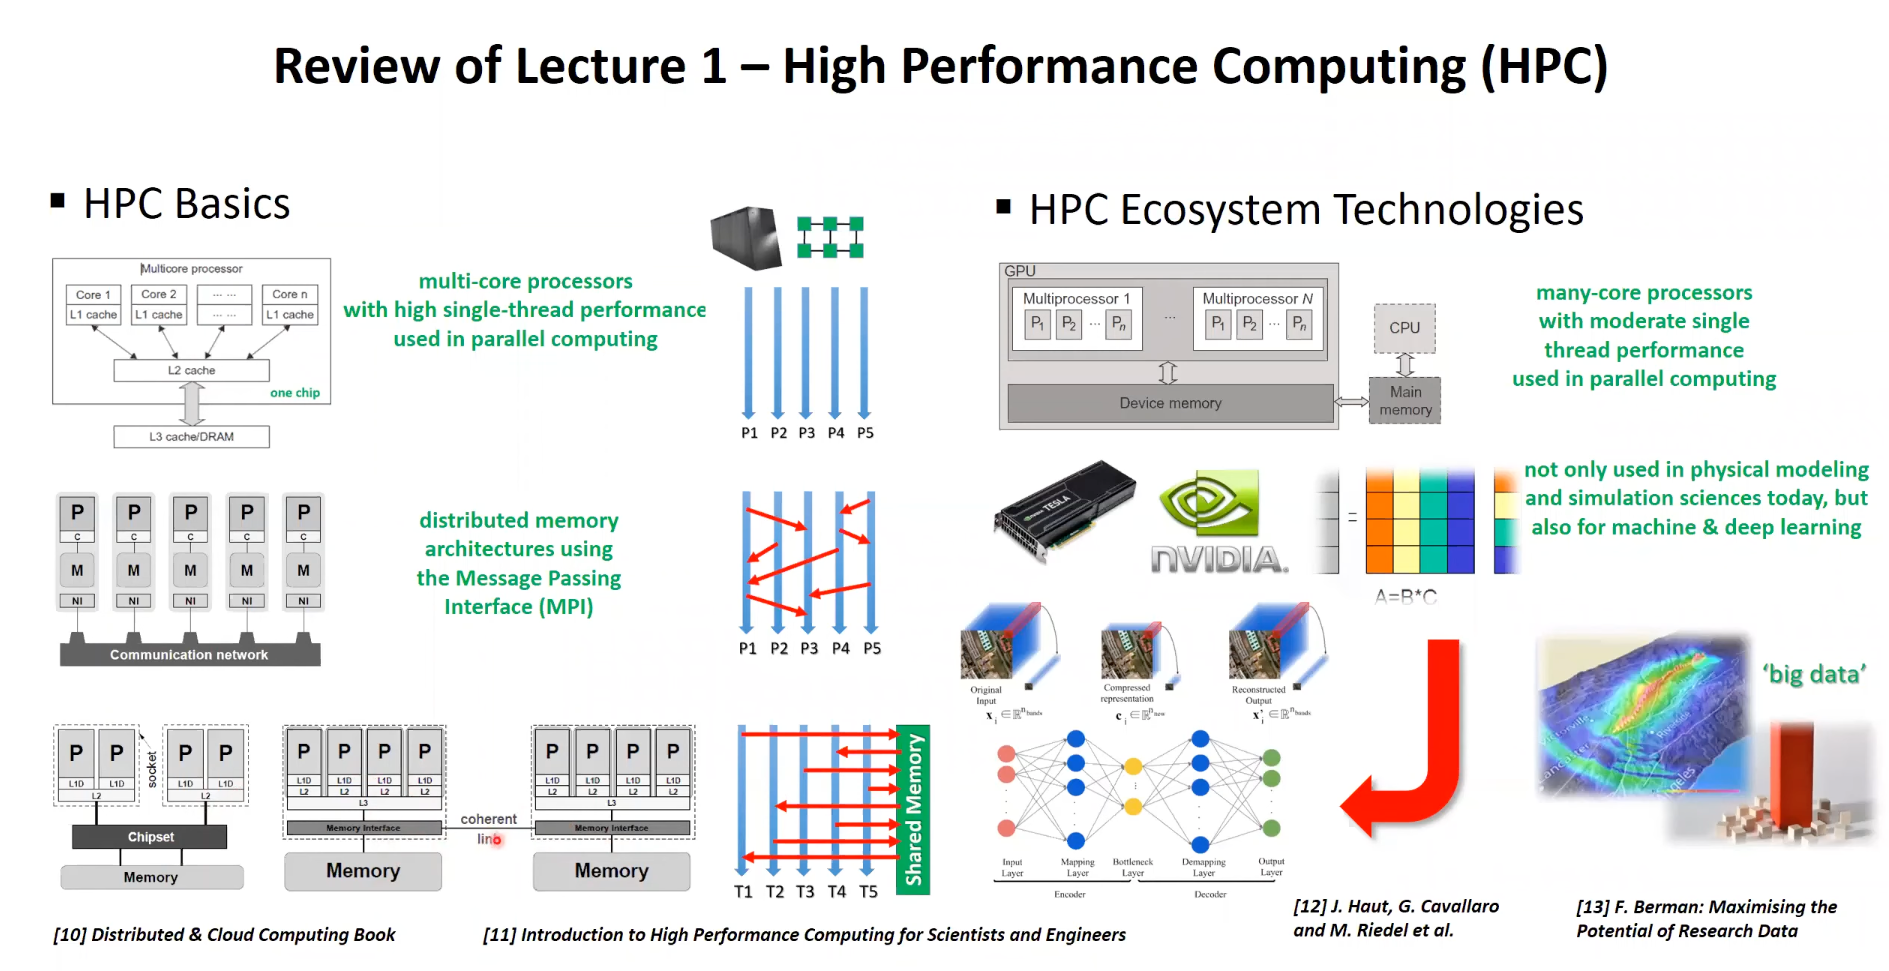 Review of Lecture 1 – High Performance Computing (HPC)
▪ HPC Basics
Multicore processor
Core 1 Core 2 ... ... Core n
L1 cache L1 cache ... ... L1 cache
L2 cache
one chip
L3 cache/DRAM
multi-core processors
with high single-thread performance
used in parallel computing
P1 P2 P3 P4 P5
P P P P P
C C C C C
M M M M M
NI NI NI NI NI
Communication network
distributed memory
architectures using
the Message Passing
Interface (MPI)
P1 P2 P3 P4 P5
P P socket P P
L1D L1D L1D L1D
L2 L2
Chipset
Memory
P P P P
L1D L1D L1D L1D
L2 L2 L2 L2
L3
Memory Interface
Memory
coherent
P P P P
L1D L1D L1D L1D
L2 L2 L2 L2
L3
Memory Interface
Memory
Shared Memory
T1 T2 T3 T4 T5
[10] Distributed & Cloud Computing Book
[11] Introduction to High Performance Computing for Scientists and Engineers
▪ HPC Ecosystem Technologies
GPU
Multiprocessor 1 ... Multiprocessor N
P1 P2 ... Pn P1 P2 ... Pn
Device memory
CPU
Main
memory
many-core processors
with moderate single
thread performance
used in parallel computing
TESLA
NVIDIA.
=
A=B*C
not only used in physical modeling
and simulation sciences today, but
also for machine & deep learning
Original
Input
x i ∈ ℝ^n bands
Compressed
representation
c i ∈ ℝ^n new
Reconstructed
Output
x' i ∈ ℝ^n bands
Input
Layer
Mapping
Layer
Bottleneck
Layer
Demapping
Layer
Output
Layer
Encoder Decoder
'big data'
[12] J. Haut, G. Cavallaro
and M. Riedel et al.
[13] F. Berman: Maximising the
Potential of Research Data